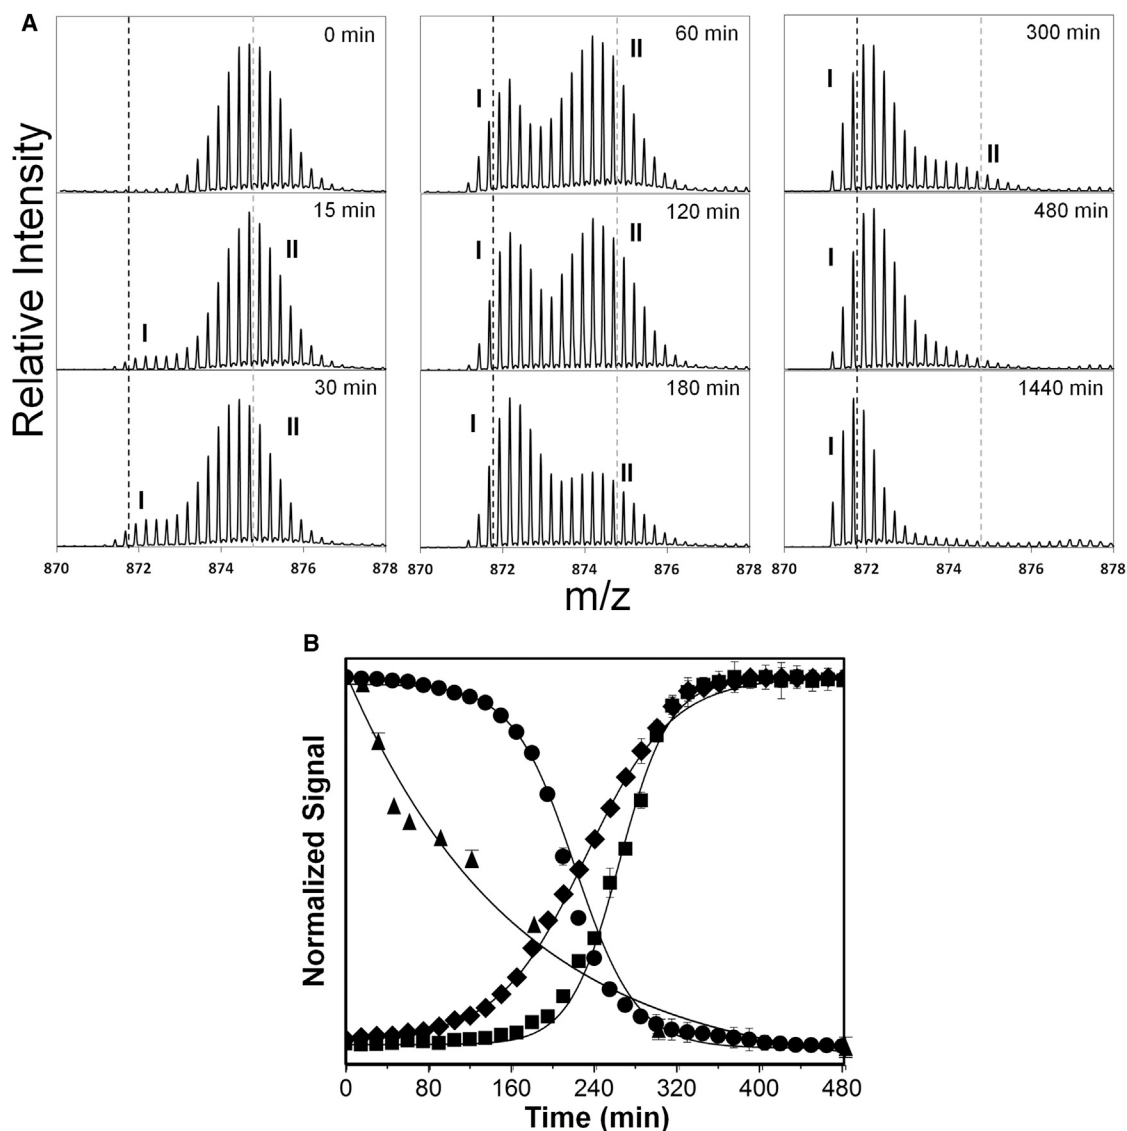 A
Relative Intensity
0 min
60 min
II
I
300 min
I
II
15 min
II
I
120 min
II
I
480 min
I
30 min
II
I
180 min
I
II
1440 min
I
870 872 874 876 878
870 872 874 876 878
870 872 874 876 878
m/z
B
Normalized Signal
0 80 160 240 320 400 480
Time (min)